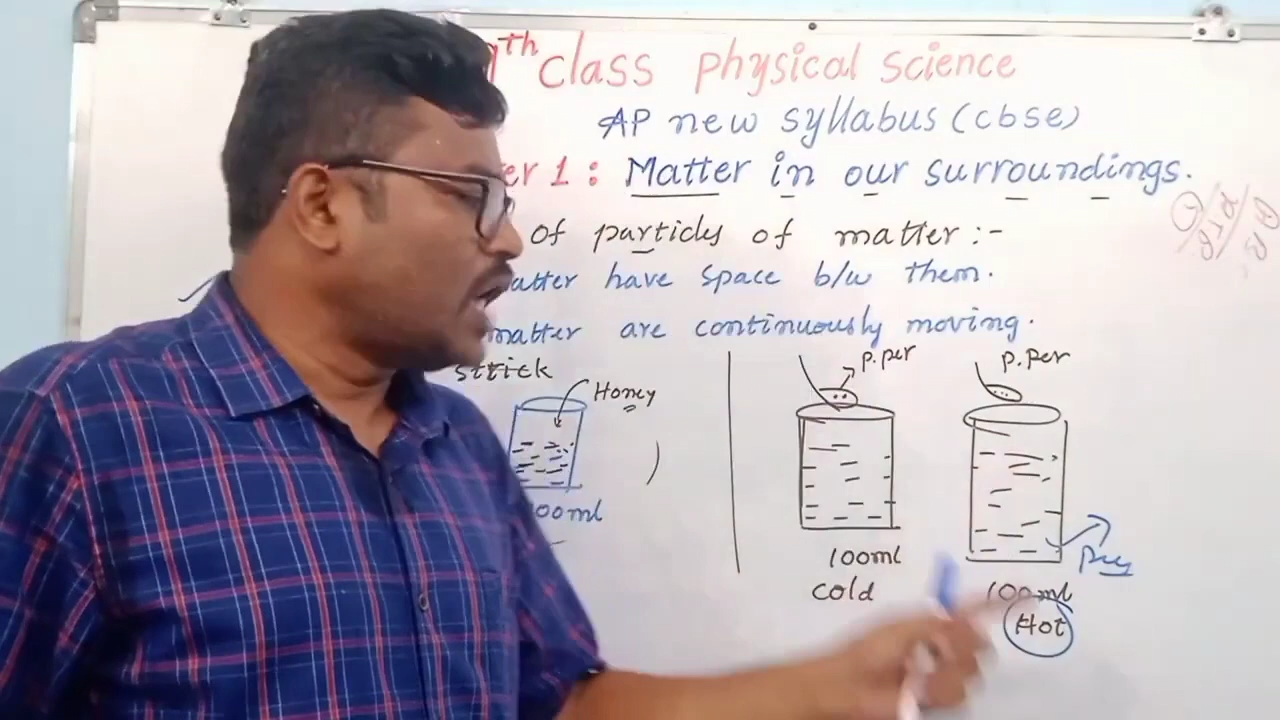 9th class physical science
AP new syllabus (cbse)
er 1 : Matter in our surroundings.
of particles of matter :-
atter have space b/w them.
matter are continuously moving.
stick
Honey
00ml
P.per
100ml
cold
P.per
100ml
Hot